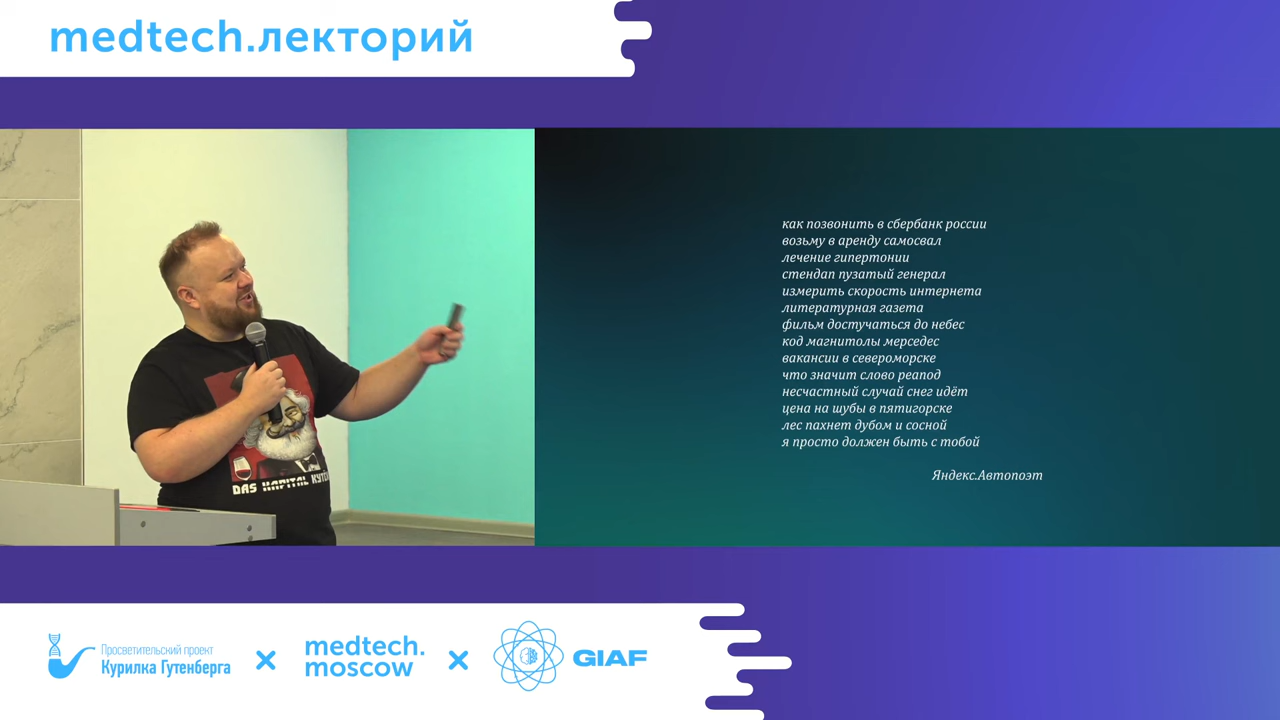 medtech.лекторий
как позвонить в сбербанк россии
возьму в аренду самосвал
лечение гипертонии
стендап пузатый генерал
измерить скорость интернета
литературная газета
фильм достучаться до небес
код магнитолы мерседес
вакансии в североморске
что значит слово реапод
несчастный случай снег идёт
цена на шубы в пятигорске
лес пахнет дубом и сосной
я просто должен быть с тобой
Яндекс.Автопоэт
DAS KAPITAL
Просветительский проект
Курилка Гутенберга
medtech.
moscow
GIAF